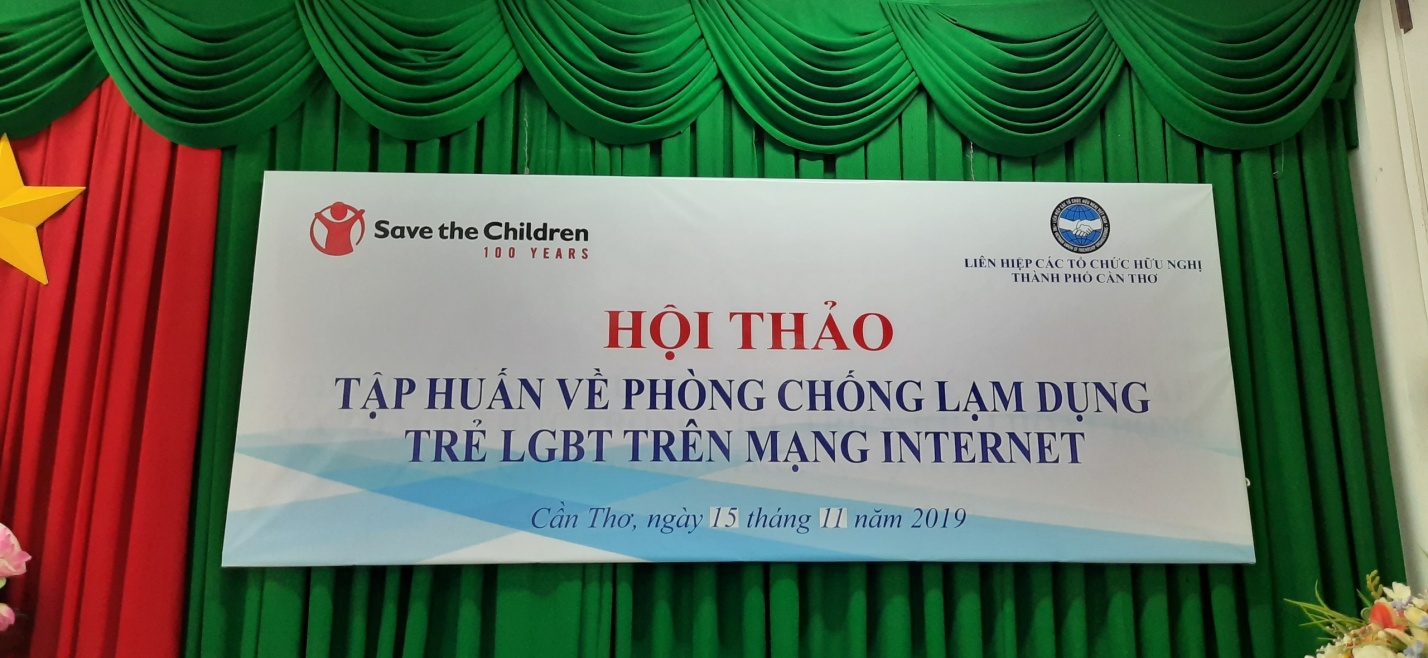 Save the Children
100 YEARS
LIÊN HIỆP CÁC TỔ CHỨC HỮU NGHỊ
THÀNH PHỐ CẦN THƠ
HỘI THẢO
TẬP HUẤN VỀ PHÒNG CHỐNG LẠM DỤNG
TRẺ LGBT TRÊN MẠNG INTERNET
Cần Thơ, ngày 15 tháng 11 năm 2019